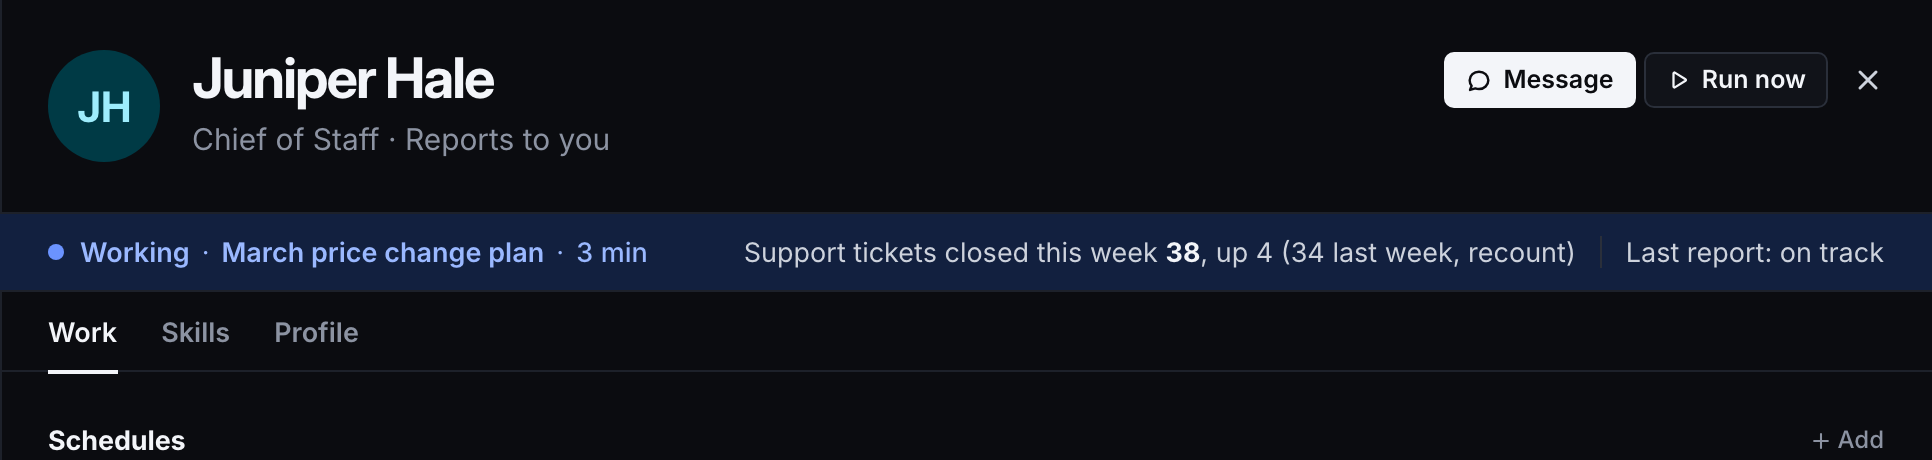 JH
Juniper Hale
Chief of Staff · Reports to you
Message
Run now
Working · March price change plan · 3 min
Support tickets closed this week 38, up 4 (34 last week, recount)
Last report: on track
Work
Skills
Profile
Schedules
+ Add